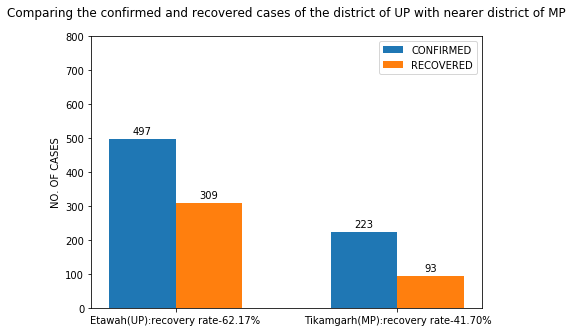 Comparing the confirmed and recovered cases of the district of UP with nearer district of MP
800
700
600
500
400
300
200
100
0
NO. OF CASES
CONFIRMED
RECOVERED
497
309
223
93
Etawah(UP):recovery rate-62.17%
Tikamgarh(MP):recovery rate-41.70%